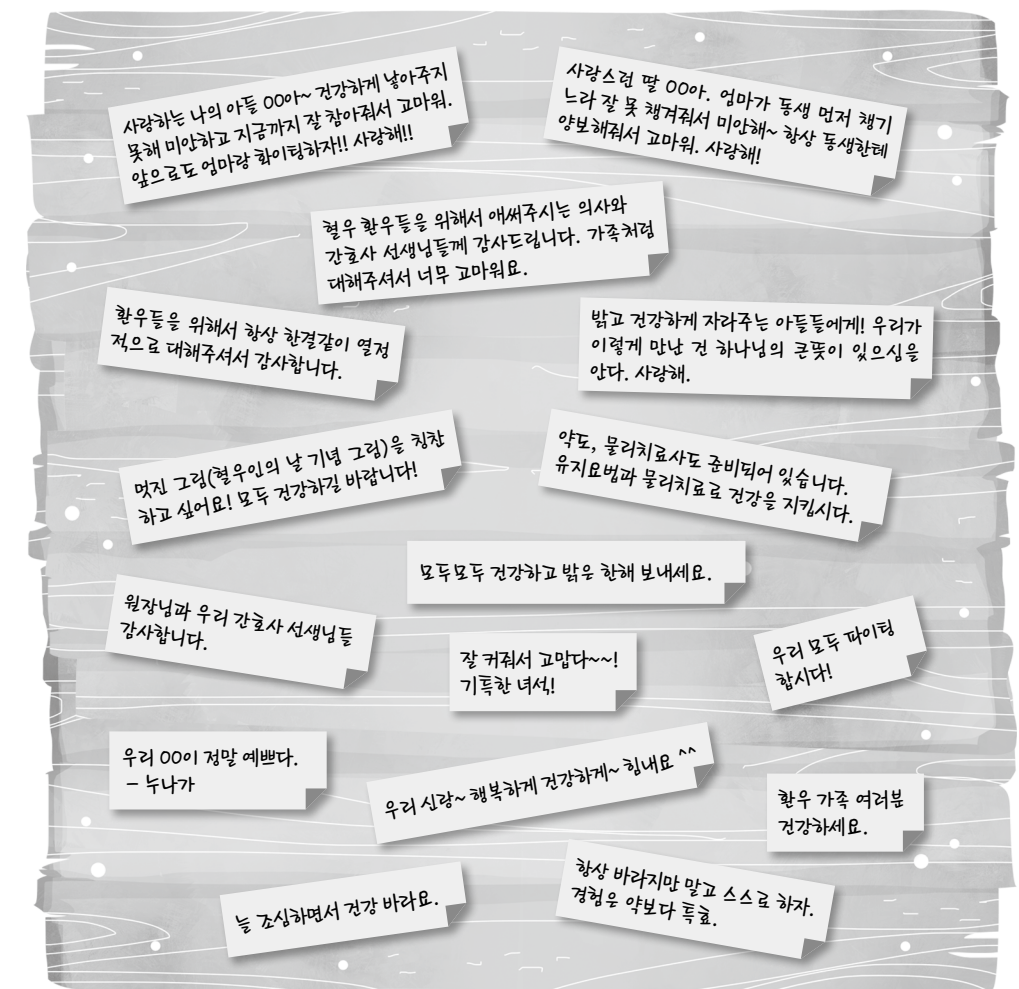 사랑하는 나의 아들 OO아~ 건강하게 낳아주지
못해 미안하고 지금까지 잘 참아줘서 고마워.
앞으로도 엄마랑 화이팅하자!! 사랑해!!
사랑스런 딸 OO아. 엄마가 동생 먼저 챙기
느라 잘 못 챙겨줘서 미안해~ 항상 동생한테
양보해줘서 고마워. 사랑해!
혈우 환우들을 위해서 애써주시는 의사와
간호사 선생님들께 감사드립니다. 가족처럼
대해주셔서 너무 고마워요.
환우들을 위해서 항상 한결같이 열정
적으로 대해주셔서 감사합니다.
밝고 건강하게 자라주는 아들들에게! 우리가
이렇게 만난 건 하나님의 큰뜻이 있으심을
안다. 사랑해.
멋진 그림(혈우인의 날 기념 그림)을 칭찬
하고 싶어요! 모두 건강하길 바랍니다!
약도, 물리치료사도 준비되어 있습니다.
유지요법과 물리치료로 건강을 지킵시다.
모두모두 건강하고 밝은 한해 보내세요.
원장님과 우리 간호사 선생님들
감사합니다.
잘 커줘서 고맙다~~!
기특한 녀석!
우리 모두 파이팅
합시다!
우리 OO이 정말 예쁘다.
- 누나가
우리 신랑~ 행복하게 건강하게~ 힘내요 ^^
환우 가족 여러분
건강하세요.
늘 조심하면서 건강 바라요.
항상 바라지만 말고 스스로 하자.
경험은 약보다 특효.